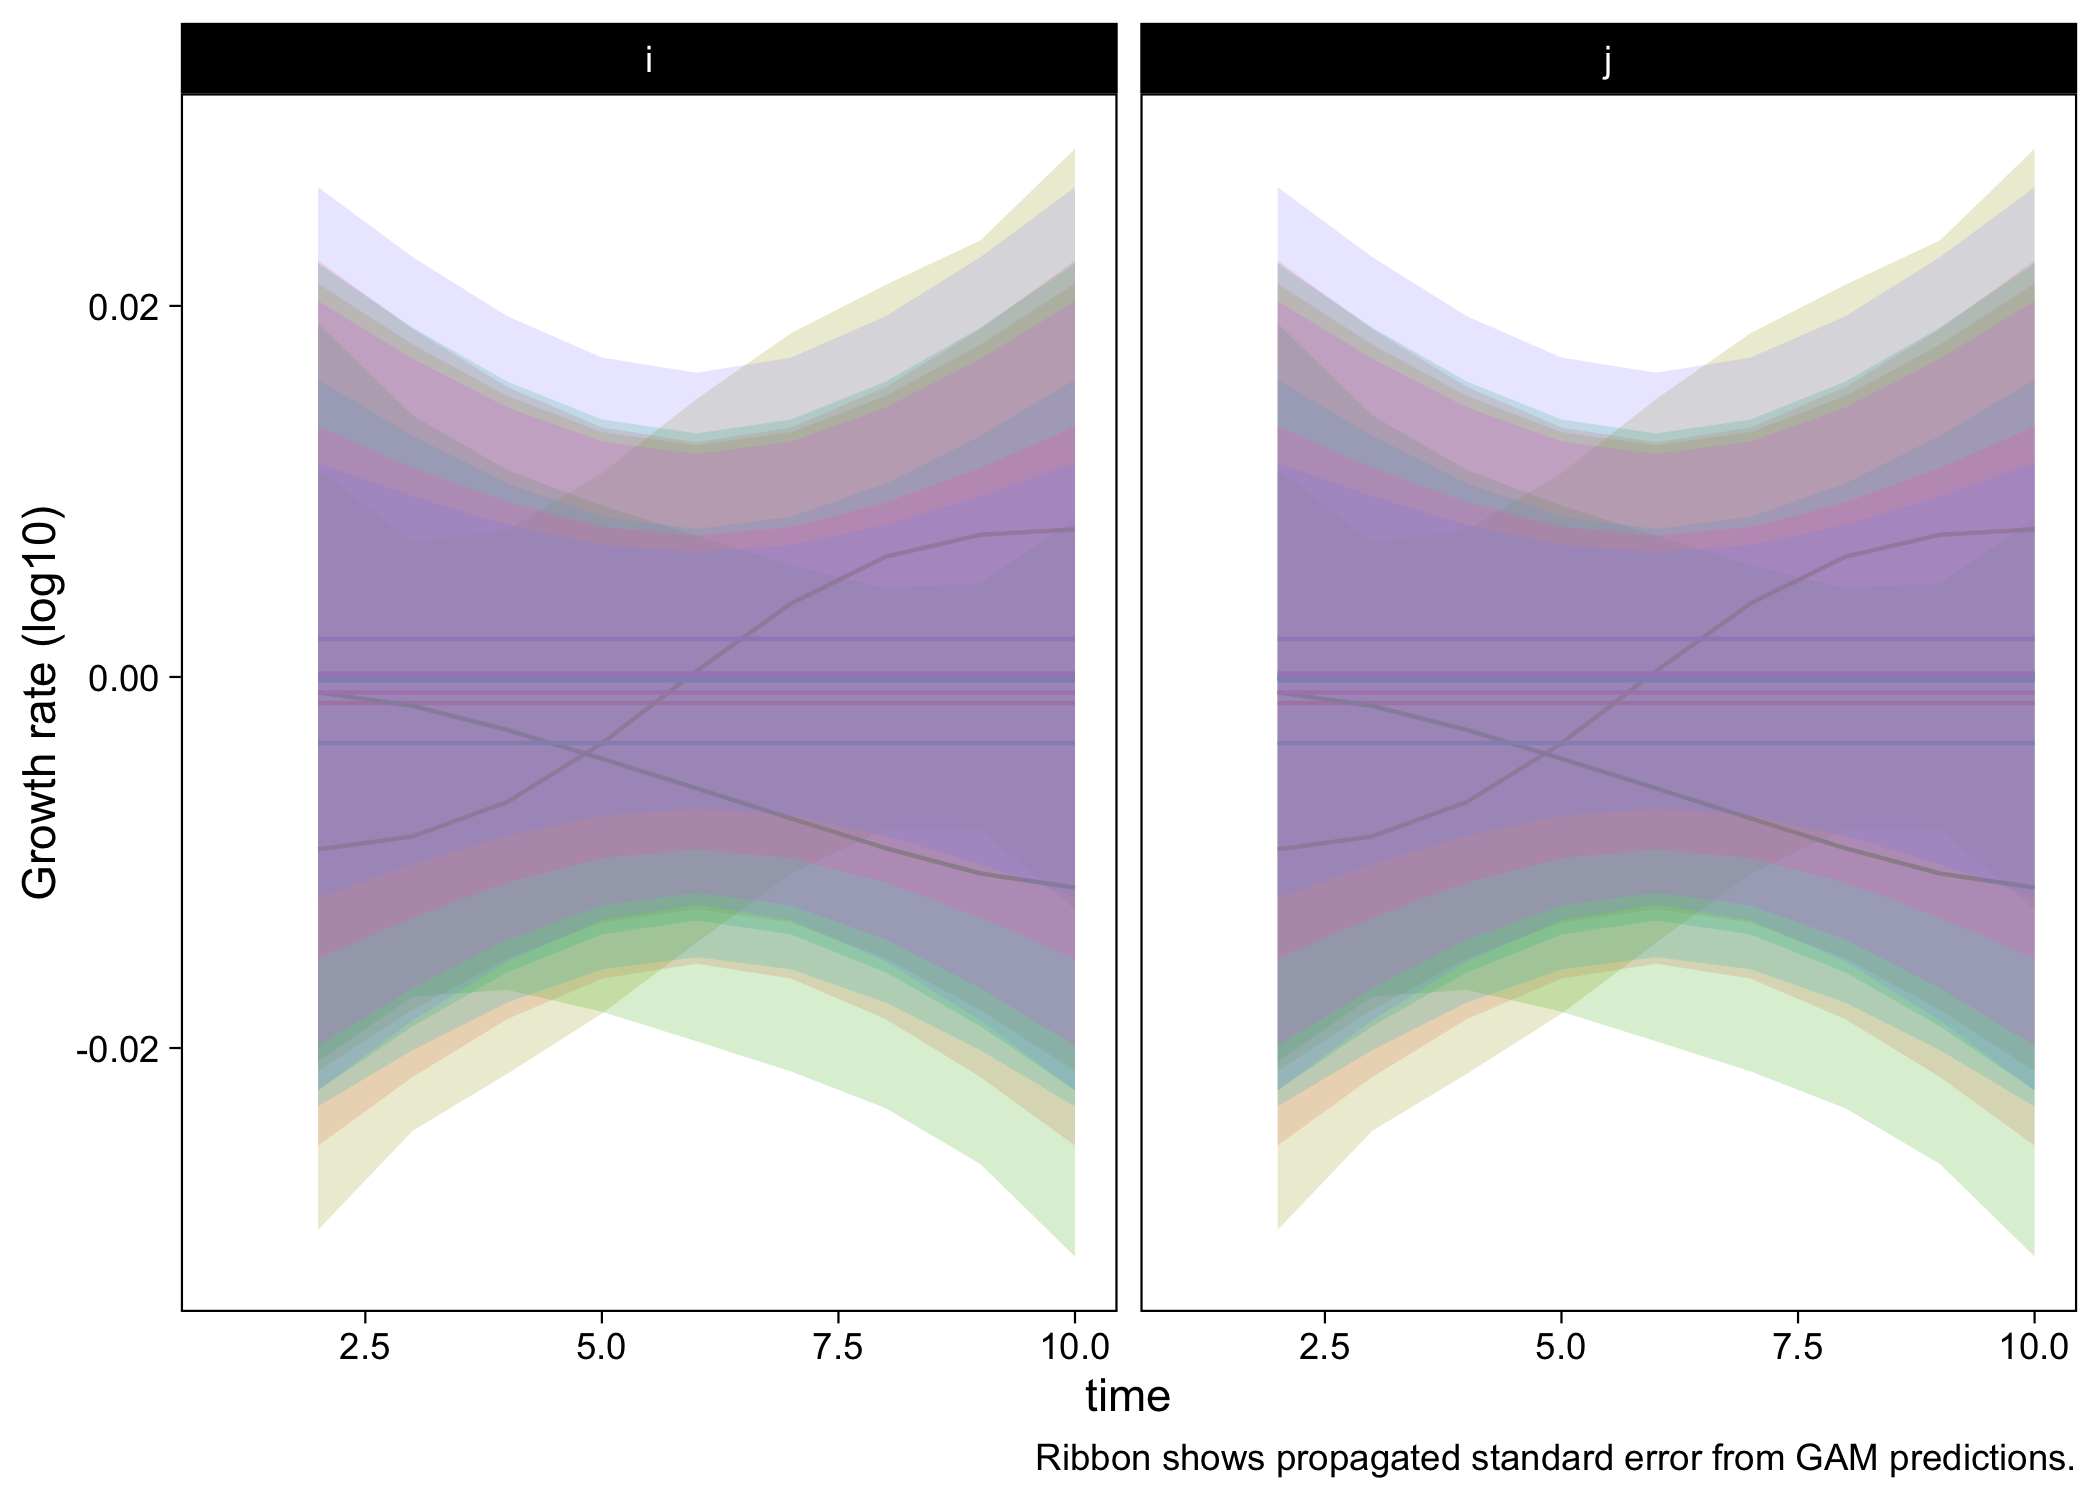 i
j
Growth rate (log10)
0.02
0.00
-0.02
2.5 5.0 7.5 10.0
2.5 5.0 7.5 10.0
time
Ribbon shows propagated standard error from GAM predictions.